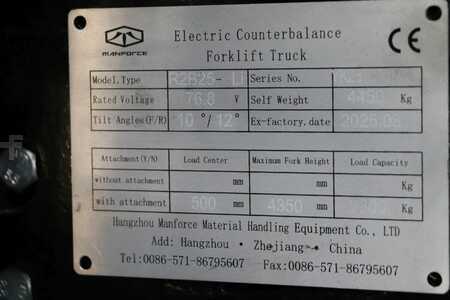 MANFORCE
Electric Counterbalance
Forklift Truck
CE
Model.Type Series No.
Rated Voltage 76.8 V Self Weight 4450 Kg
Tilt Angles(F/R) 10°/12° Ex-factory.date
Attachment(Y/N) Load Center Maximum Fork Height Load Capacity
without attachment mm mm Kg
with attachment 500 mm 4350 mm Kg
Hangzhou Manforce Material Handling Equipment Co., LTD
Add: Hangzhou • Zhejiang • China
Tel:0086-571-86795607 Fax:0086-571-86795607